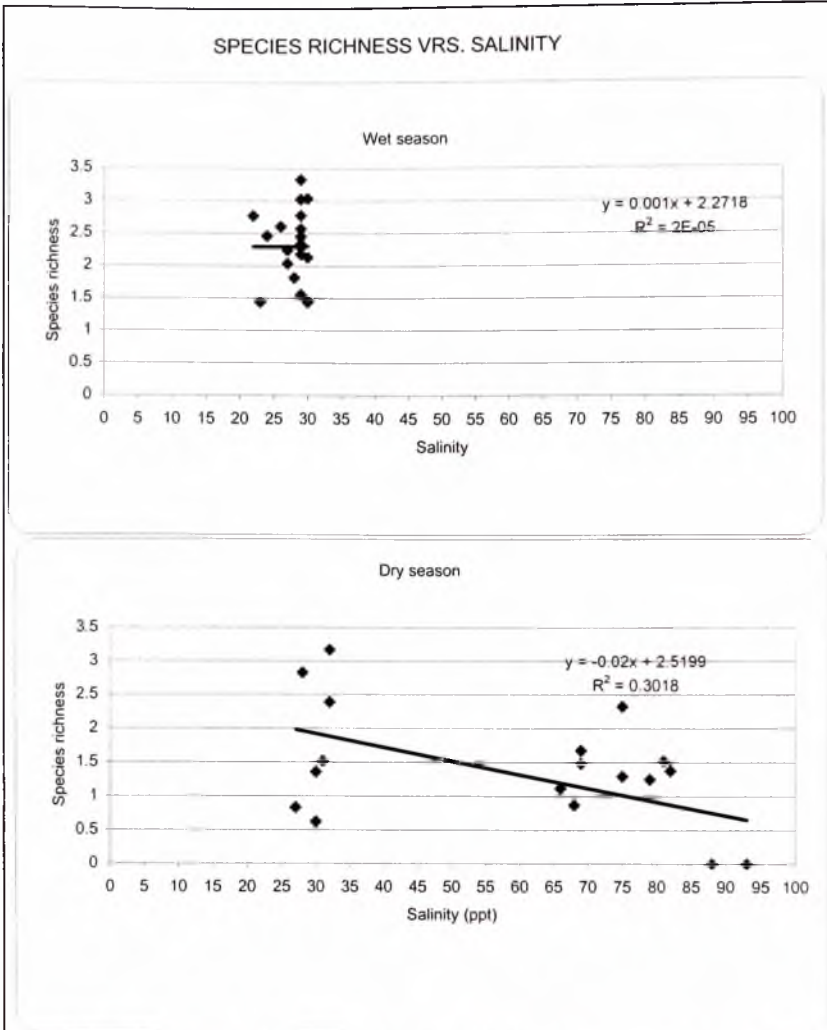 SPECIES RICHNESS VRS. SALINITY
Wet season
3.5
3
2.5
2
1.5
1
0.5
0
Species richness
y = 0.001x + 2.2718
R² = 2E-05
0 5 10 15 20 25 30 35 40 45 50 55 60 65 70 75 80 85 90 95 100
Salinity
Dry season
3.5
3
2.5
2
1.5
1
0.5
0
Species richness
y = -0.02x + 2.5199
R² = 0.3018
0 5 10 15 20 25 30 35 40 45 50 55 60 65 70 75 80 85 90 95 100
Salinity (ppt)